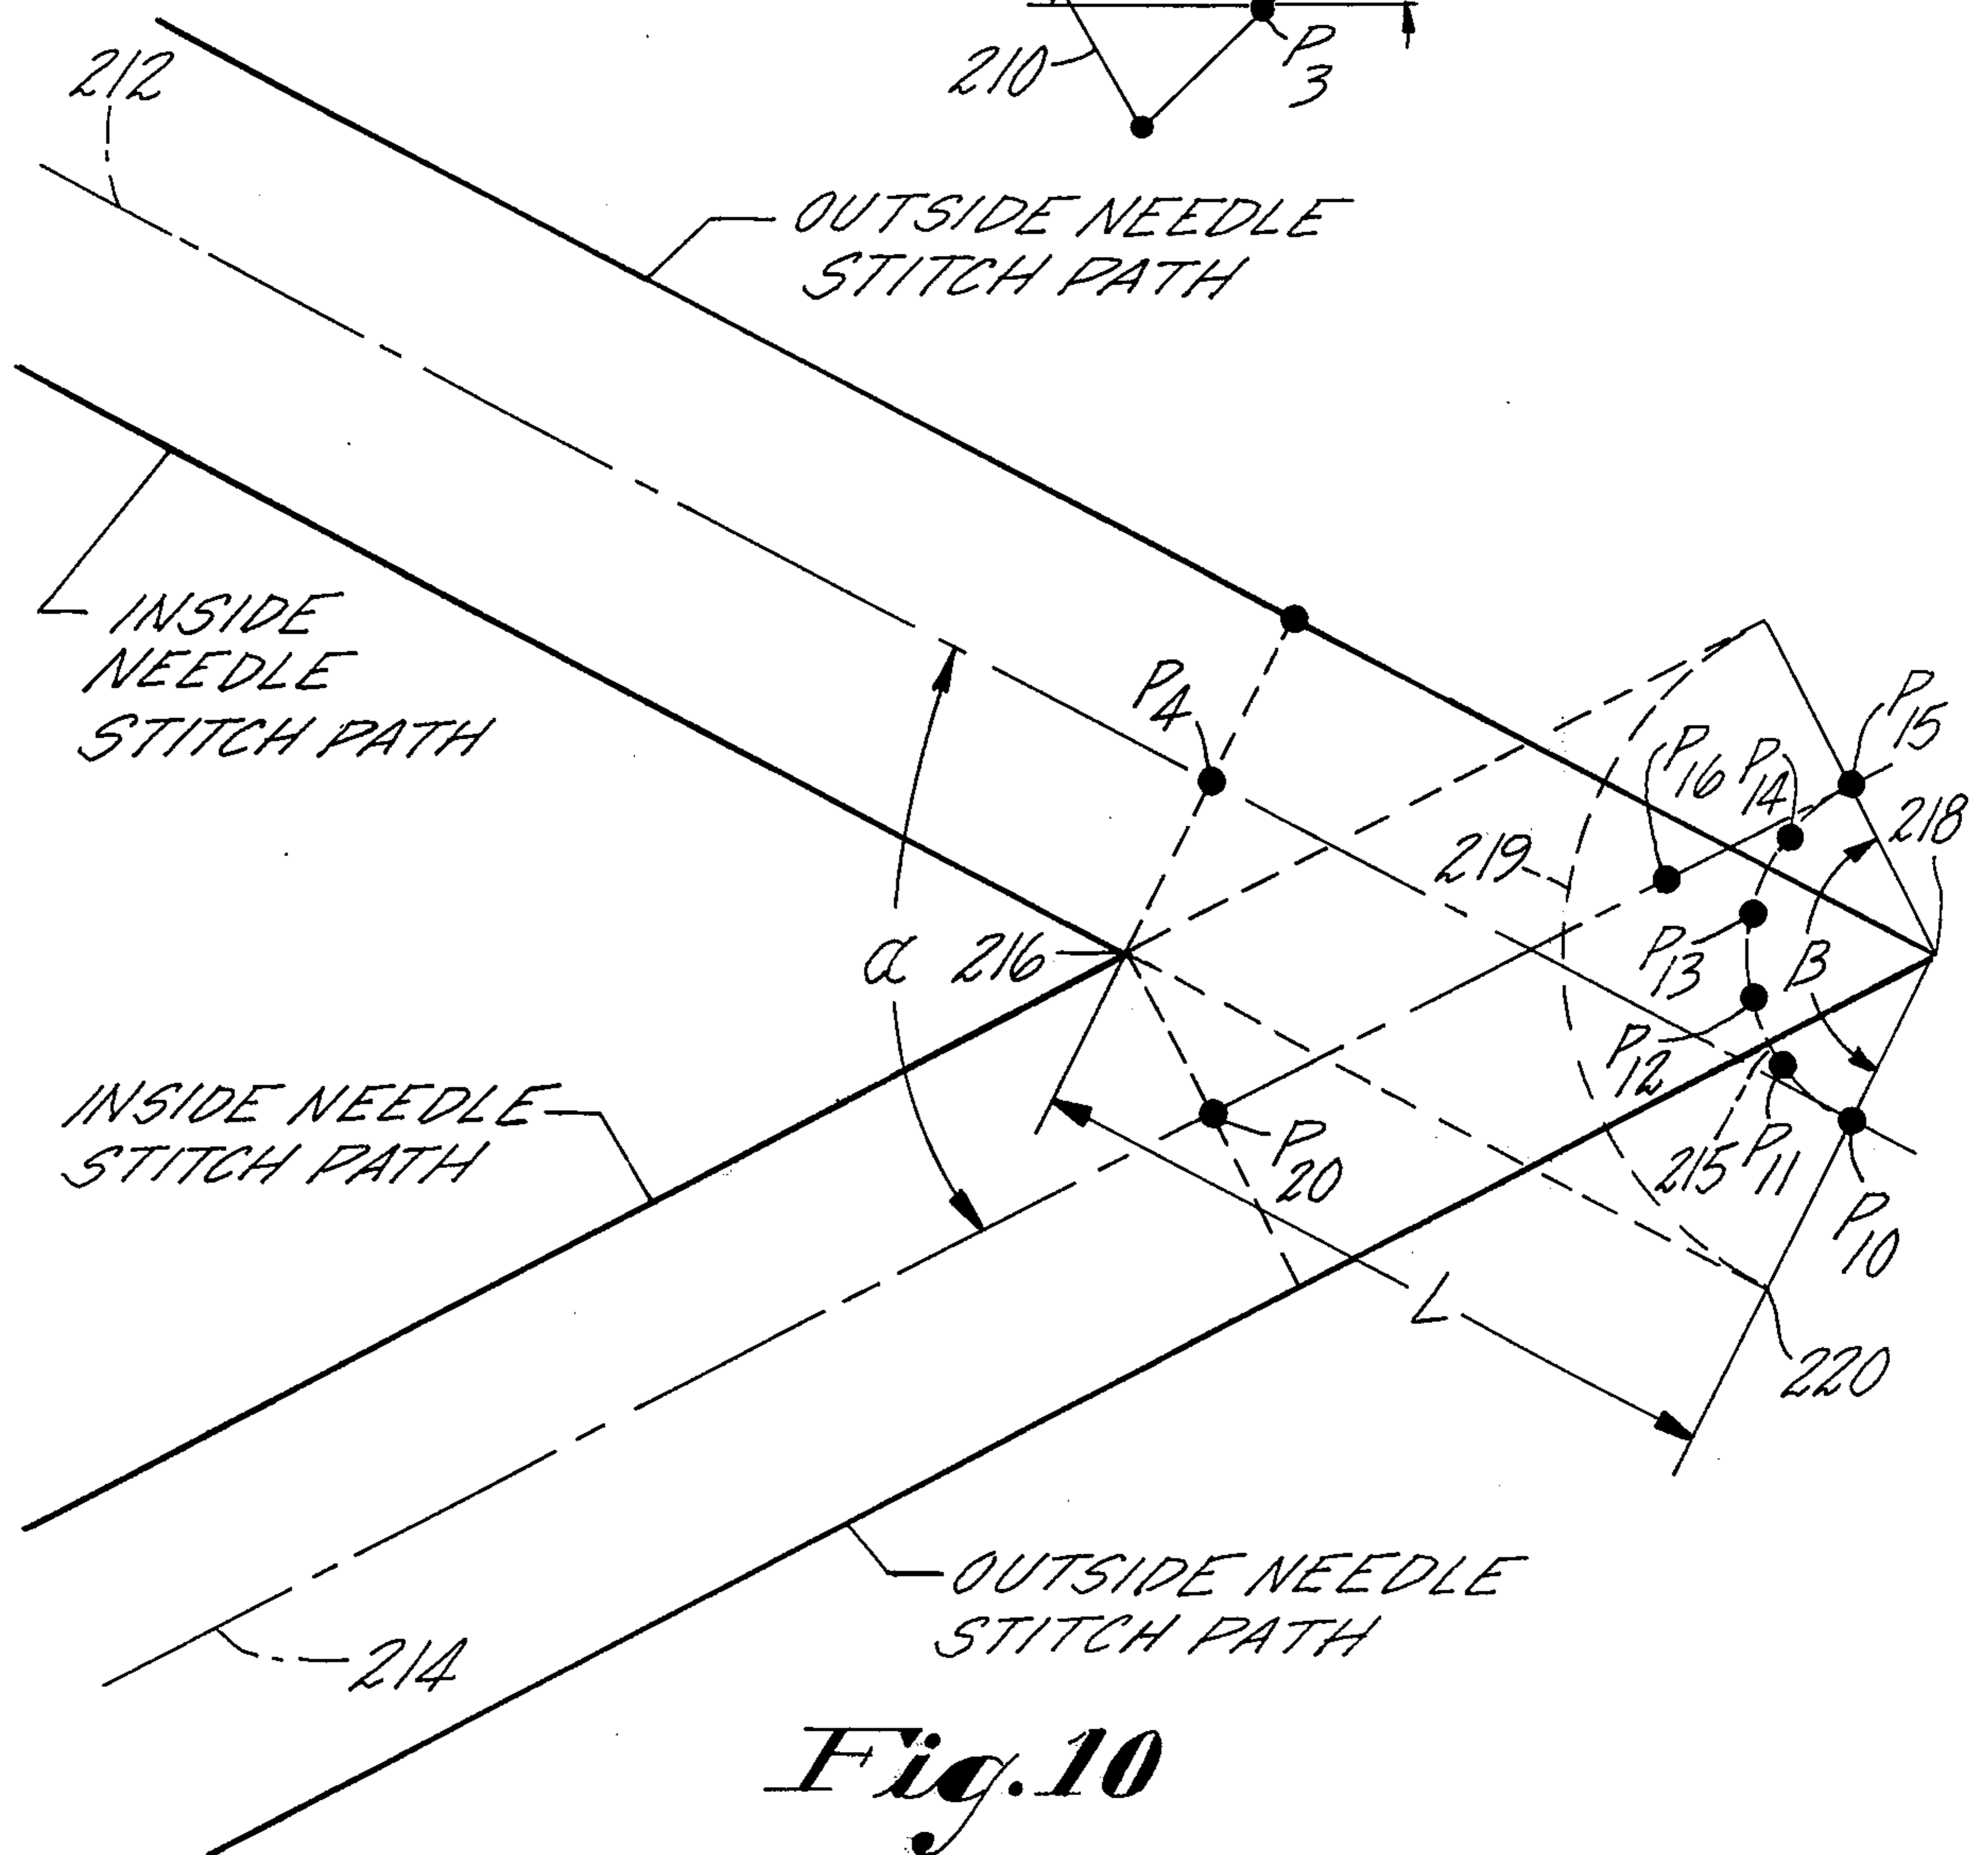 212
210
P3
OUTSIDE NEEDLE
STITCH PATH
INSIDE
NEEDLE
STITCH PATH
P4
P15
P16
P14
218
219
α
216
P13
β
P12
INSIDE NEEDLE
STITCH PATH
P20
215
P11
P10
L
220
OUTSIDE NEEDLE
STITCH PATH
214
Fig.10